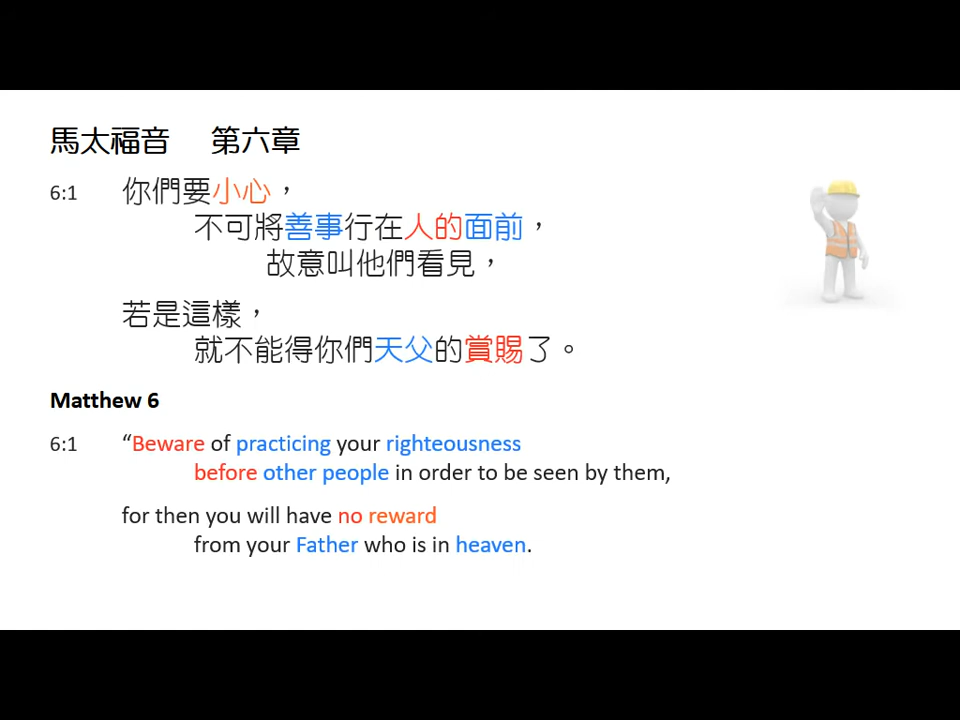 馬太福音 第六章
6:1 你們要小心，
不可將善事行在人的面前，
故意叫他們看見，
若是這樣，
就不能得你們天父的賞賜了。
Matthew 6
6:1 “Beware of practicing your righteousness
before other people in order to be seen by them,
for then you will have no reward
from your Father who is in heaven.